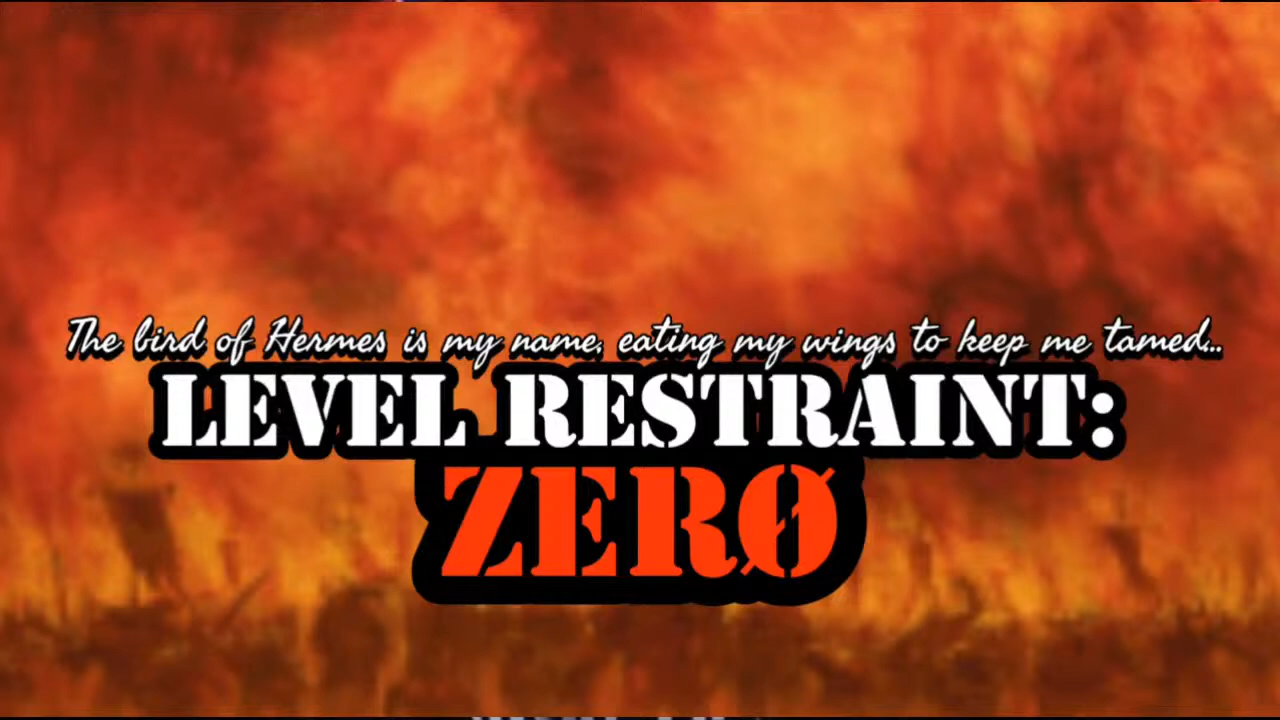 The bird of Hermes is my name, eating my wings to keep me tamed...
LEVEL RESTRAINT:
ZERØ